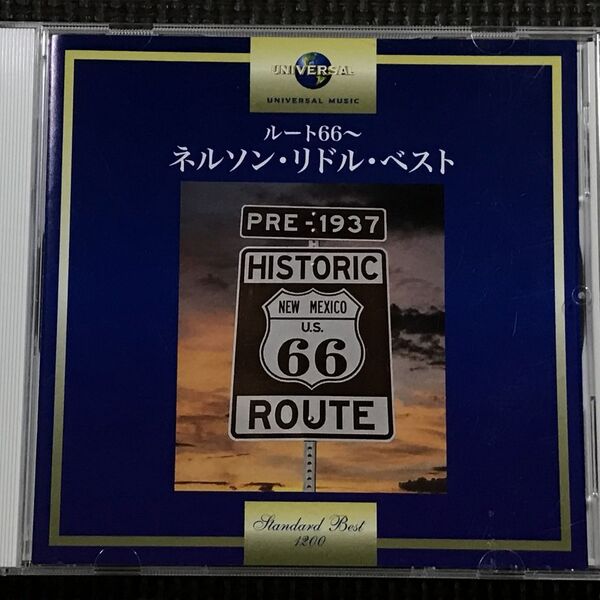 UNIVERSAL
UNIVERSAL MUSIC
ルート66～
ネルソン・リドル・ベスト
PRE-1937
HISTORIC
NEW MEXICO
U.S.
66
ROUTE
Standard Best
1200